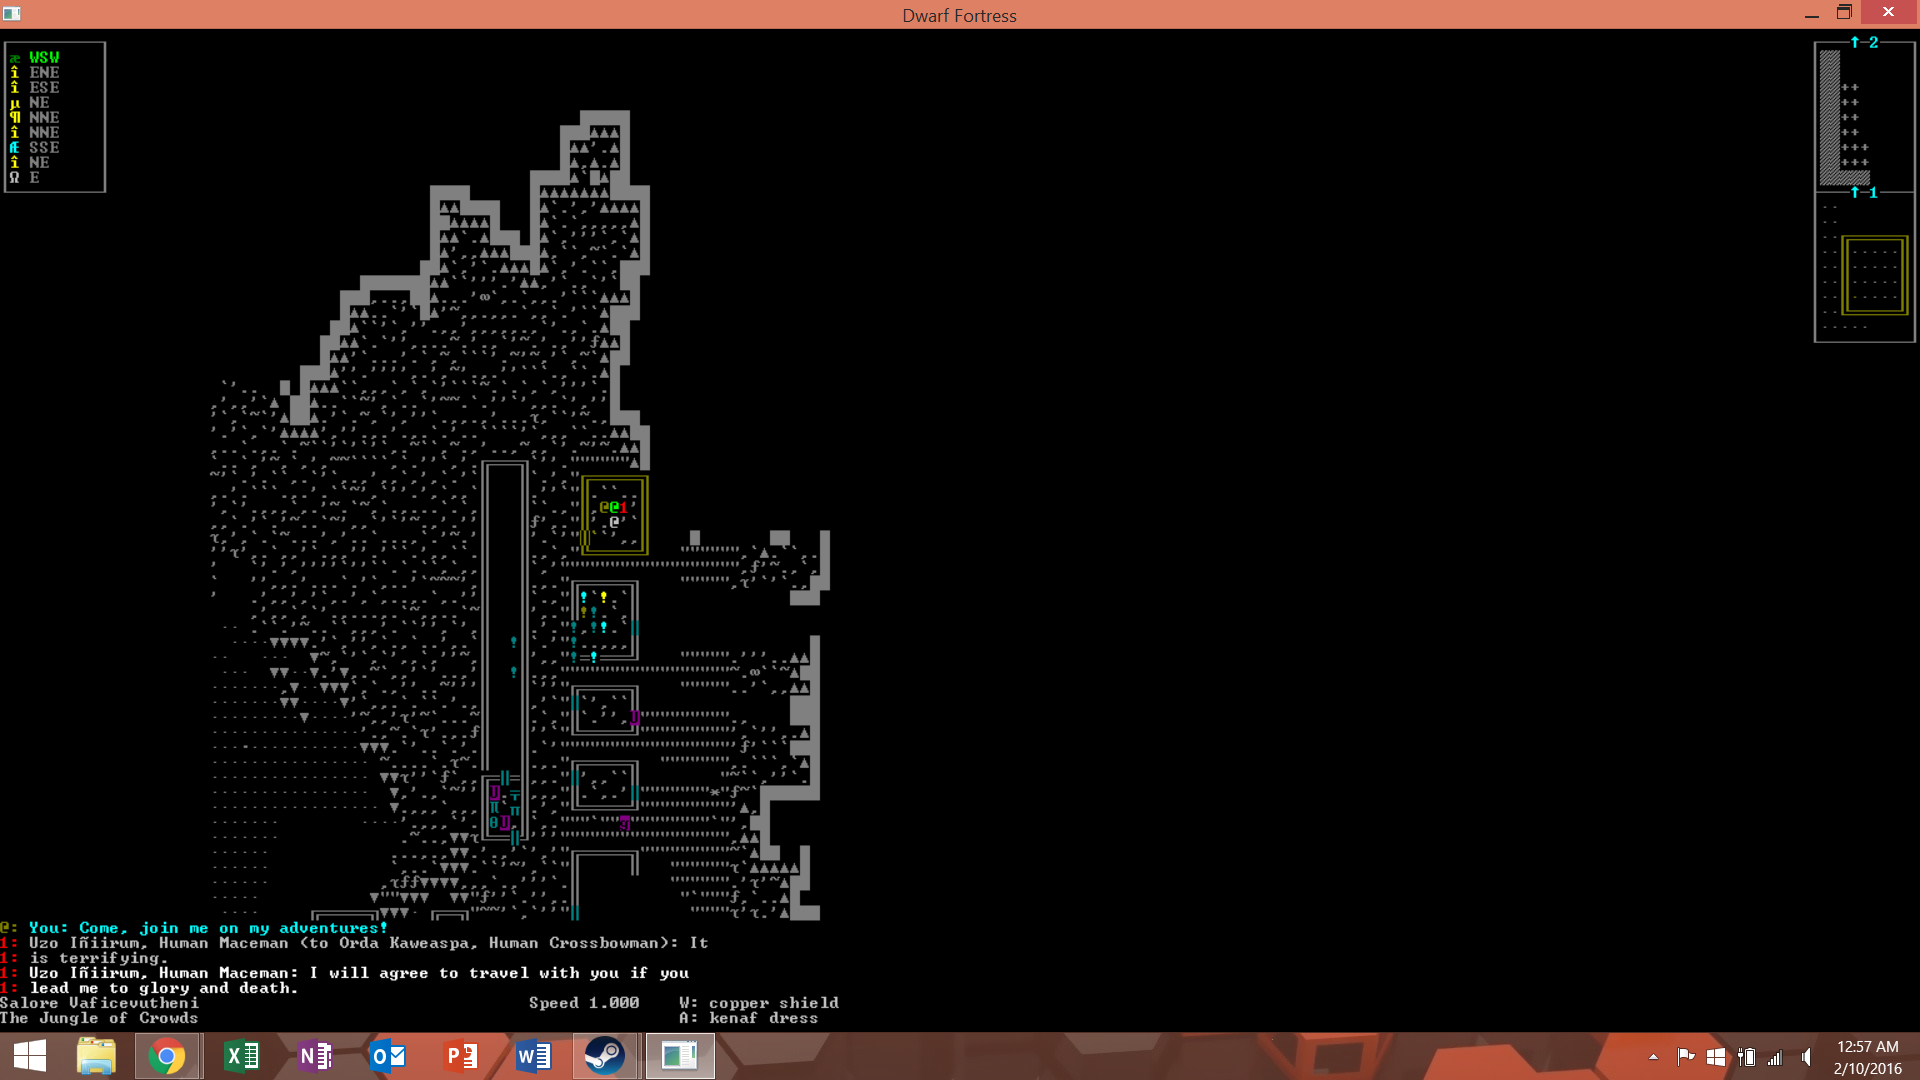 Dwarf Fortress
æ WSW
î ENE
î ESE
µ NE
¶ NNE
î NNE
Æ SSE
î NE
Ω E
↑ 2
↑ 1
@: You: Come, join me on my adventures!
1: Uzo Iñiirum, Human Maceman (to Orda Kaweaspa, Human Crossbowman): It
1: is terrifying.
1: Uzo Iñiirum, Human Maceman: I will agree to travel with you if you
1: lead me to glory and death.
Salore Vaficevutheni Speed 1.000 W: copper shield
The Jungle of Crowds A: kenaf dress
12:57 AM
2/10/2016